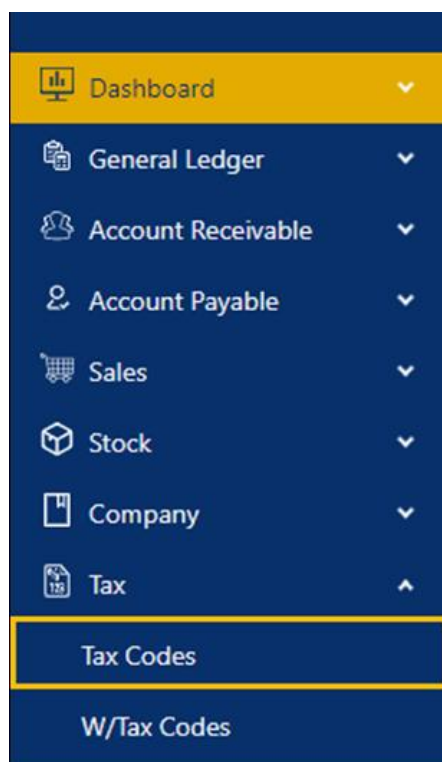 Dashboard
General Ledger
Account Receivable
Account Payable
Sales
Stock
Company
Tax
Tax Codes
W/Tax Codes